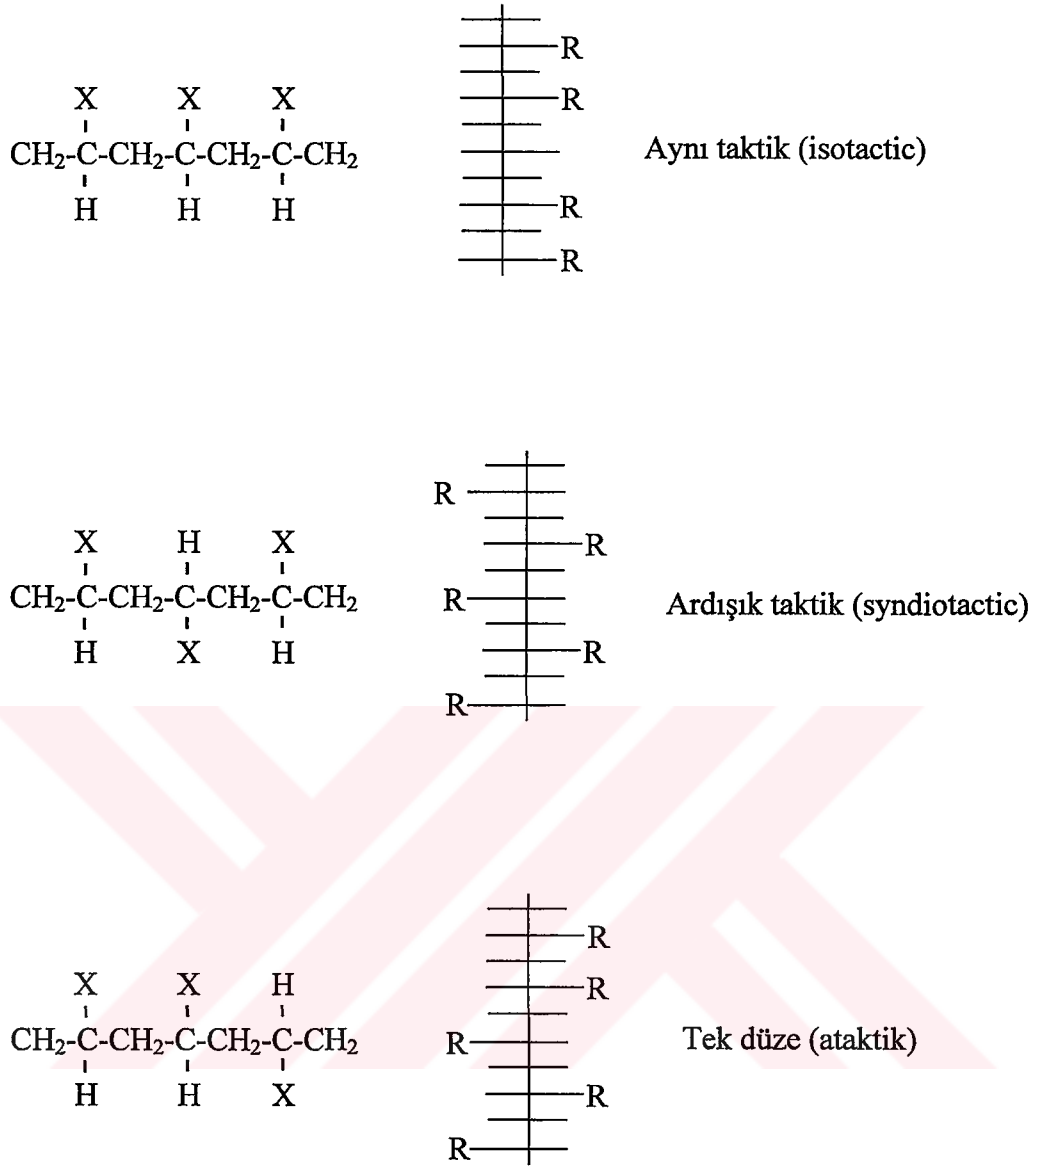 R
X X X R
CH₂-C-CH₂-C-CH₂-C-CH₂ Aynı taktik (isotactic)
H H H R
R
R
X H X R
CH₂-C-CH₂-C-CH₂-C-CH₂ R Ardışık taktik (syndiotactic)
H X H R
R
R
X X H R
CH₂-C-CH₂-C-CH₂-C-CH₂ R Tek düze (ataktik)
H H X R
R